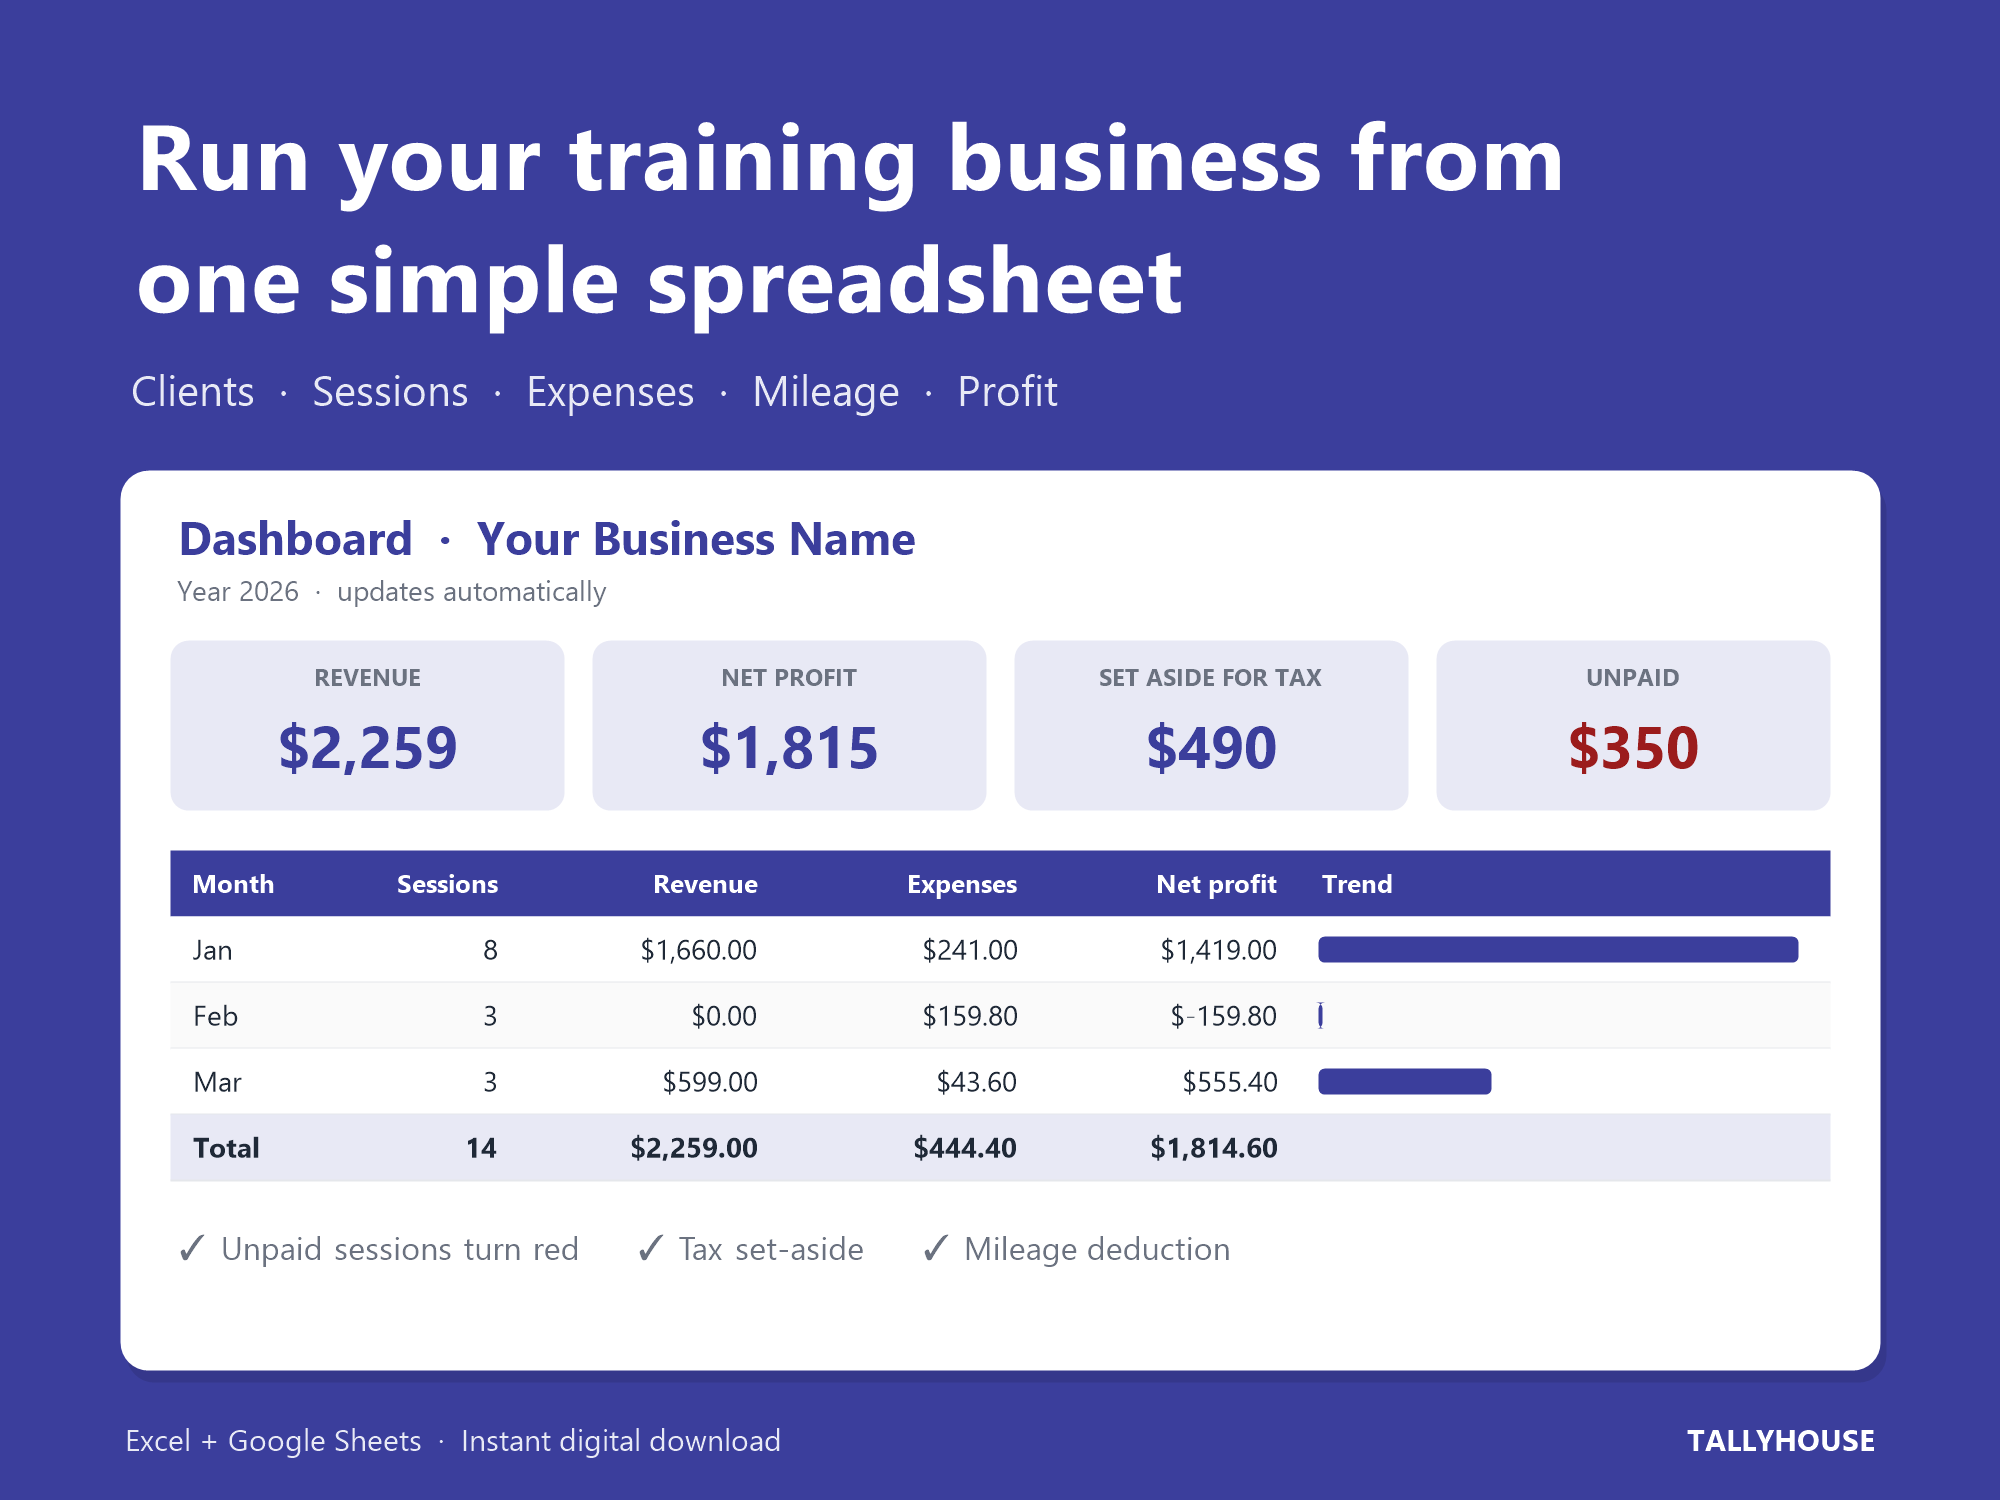 Run your training business from
one simple spreadsheet
Clients · Sessions · Expenses · Mileage · Profit
Dashboard · Your Business Name
Year 2026 · updates automatically
REVENUE NET PROFIT SET ASIDE FOR TAX UNPAID
$2,259 $1,815 $490 $350
Month Sessions Revenue Expenses Net profit Trend
Jan 8 $1,660.00 $241.00 $1,419.00
Feb 3 $0.00 $159.80 $-159.80
Mar 3 $599.00 $43.60 $555.40
Total 14 $2,259.00 $444.40 $1,814.60
✓ Unpaid sessions turn red ✓ Tax set-aside ✓ Mileage deduction
Excel + Google Sheets · Instant digital download TALLYHOUSE